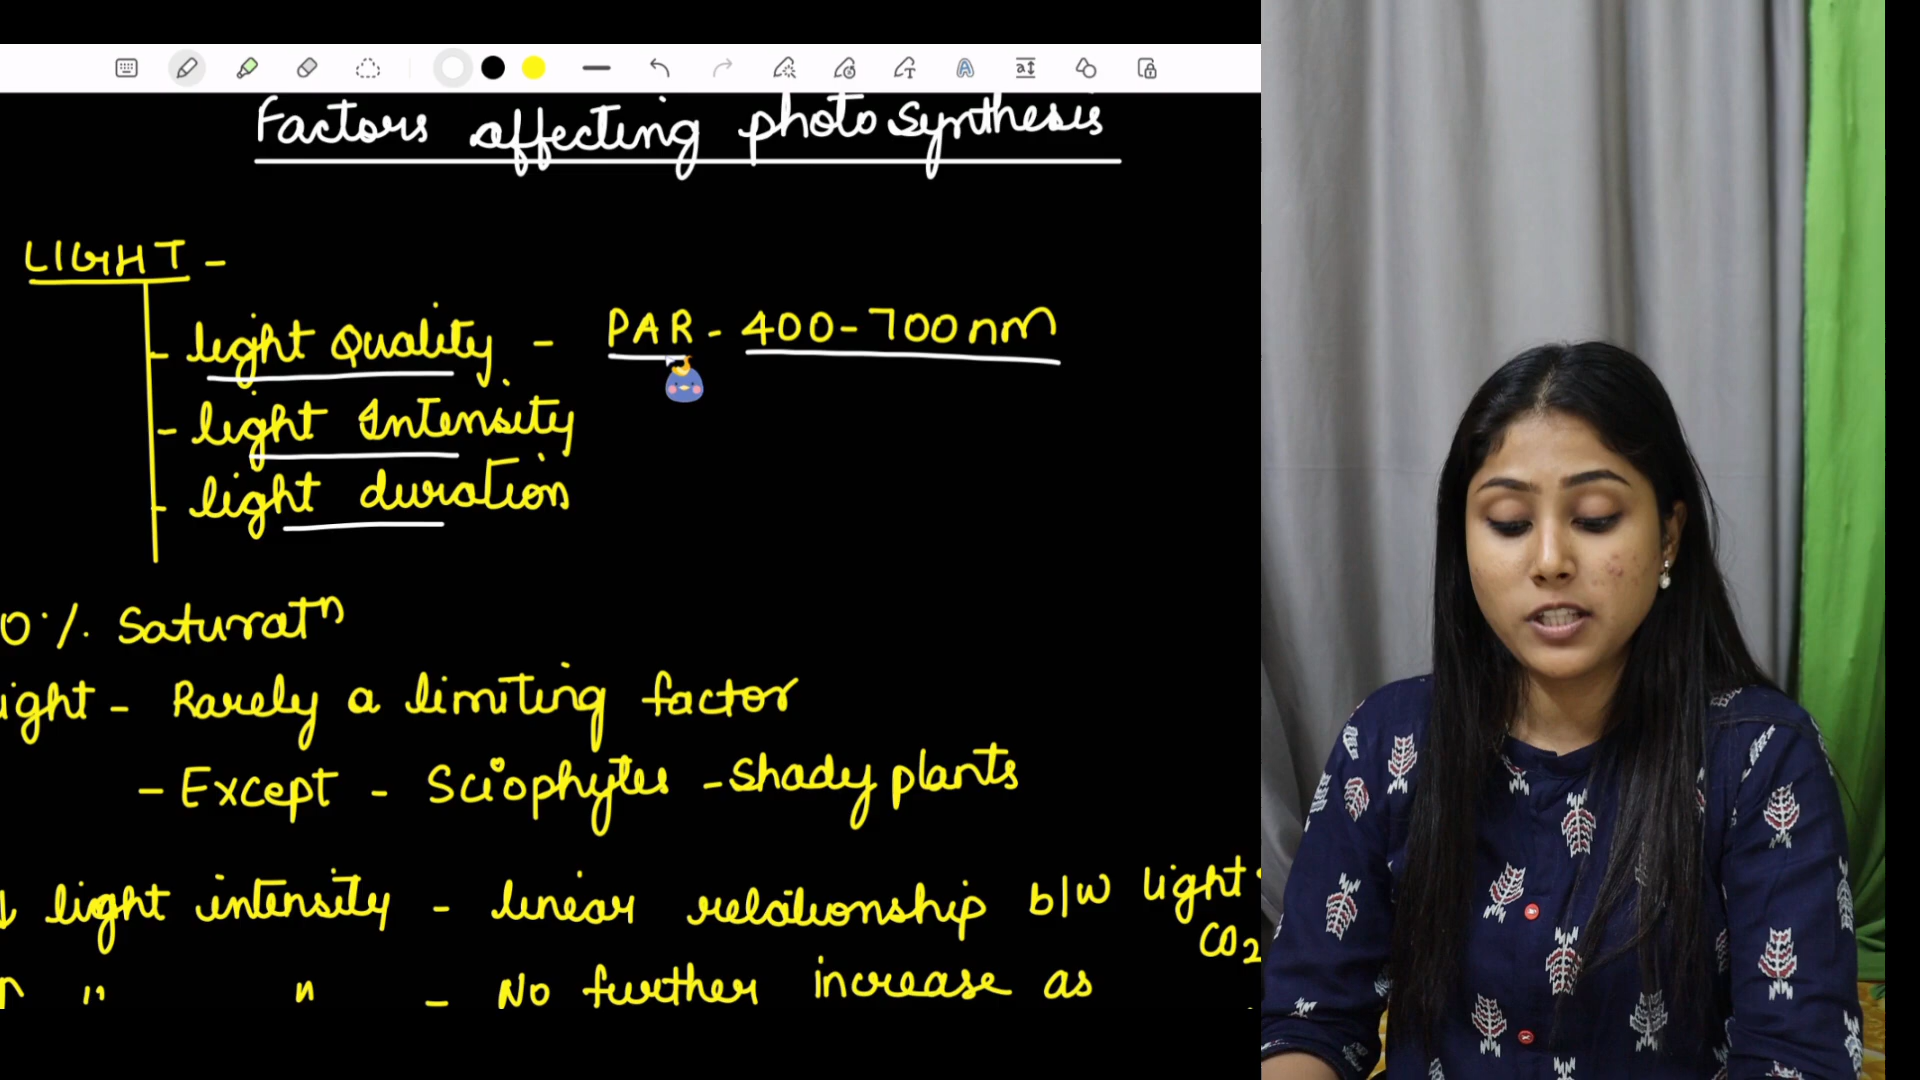 Factors affecting photosynthesis
LIGHT -
- light Quality - PAR - 400-700nm
- light Intensity
- light duration
0% Saturatn
ight - Rarely a limiting factor
- Except - Sciophytes - shady plants
light intensity - linear relationship b/w light
CO2
" " - No further increase as